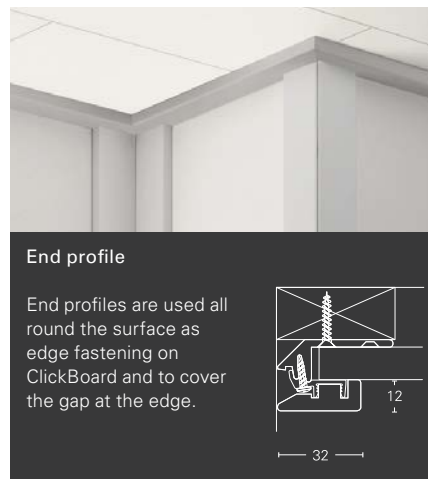 End profile
End profiles are used all
round the surface as
edge fastening on
ClickBoard and to cover
the gap at the edge.
12
32